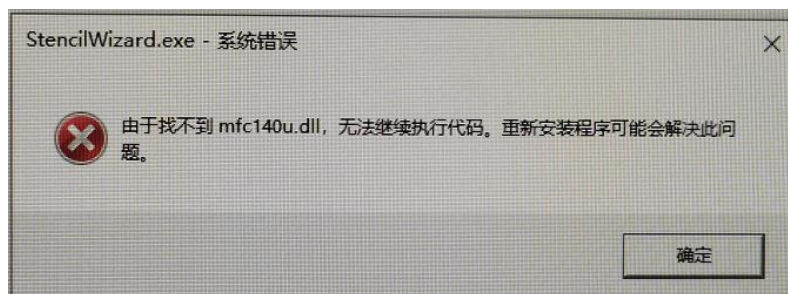 StencilWizard.exe - 系统错误
由于找不到 mfc140u.dll，无法继续执行代码。重新安装程序可能会解决此问
题。
确定